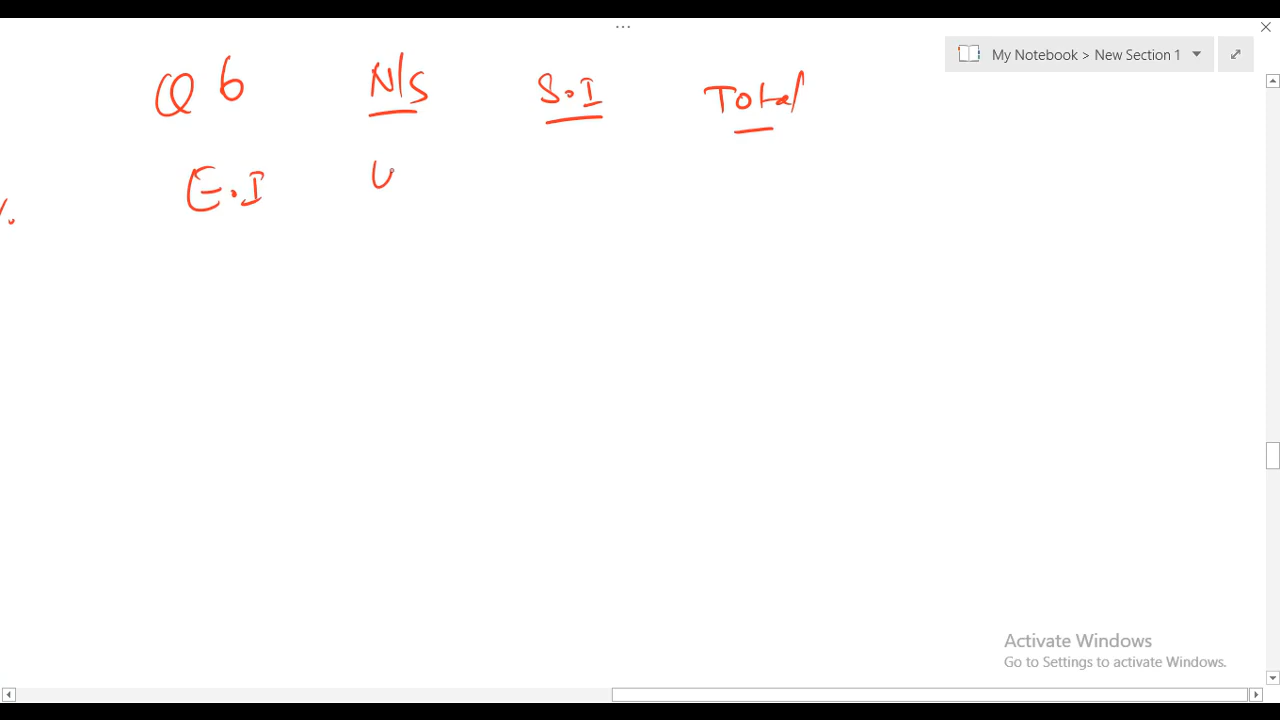 My Notebook > New Section 1
Q 6 N/S S.I Total
E.I
Activate Windows
Go to Settings to activate Windows.